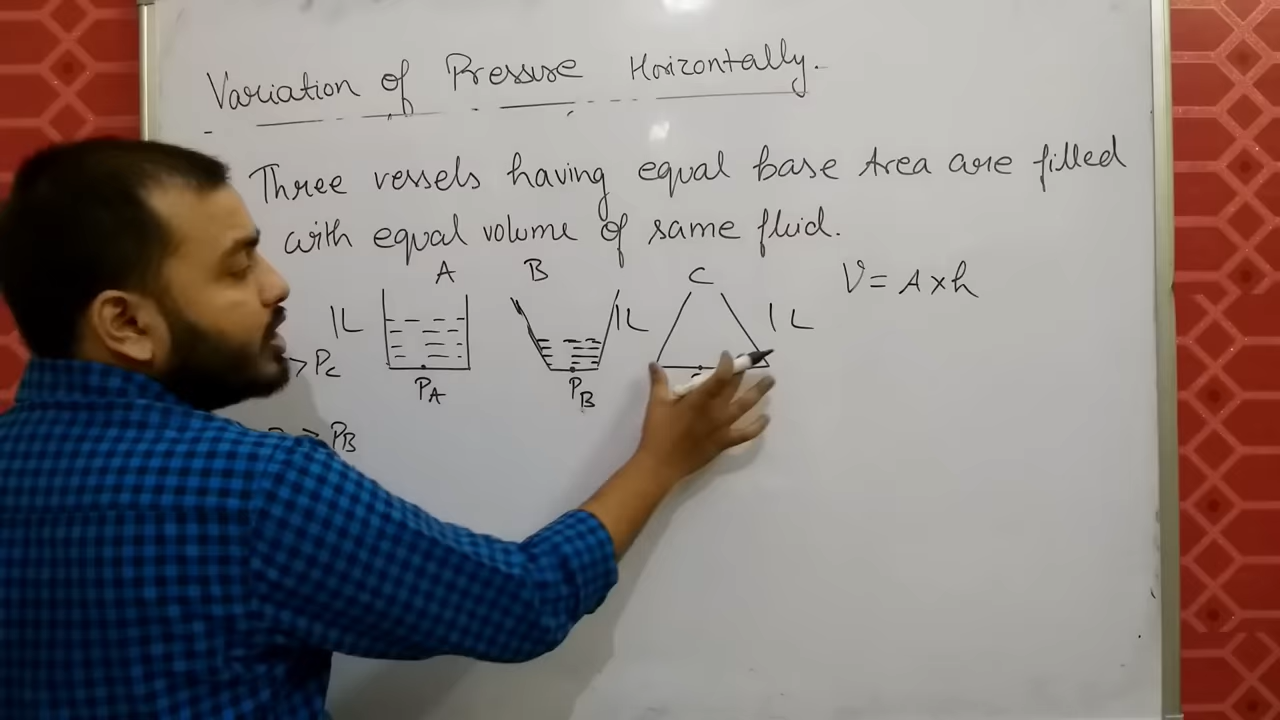 Variation of Pressure Horizontally.
Three vessels having equal base Area are filled
with equal volume of same fluid.
A B C V = A × h
1L 1L 1L
> P_C P_A P_B
> P_B